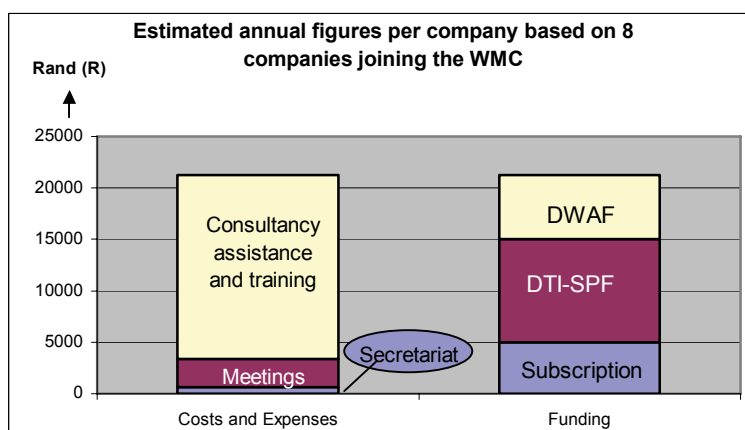 Estimated annual figures per company based on 8
companies joining the WMC
Rand (R)
25000
20000
15000
10000
5000
0
Consultancy
assistance
and training
Meetings
Secretariat
DWAF
DTI-SPF
Subscription
Costs and Expenses
Funding